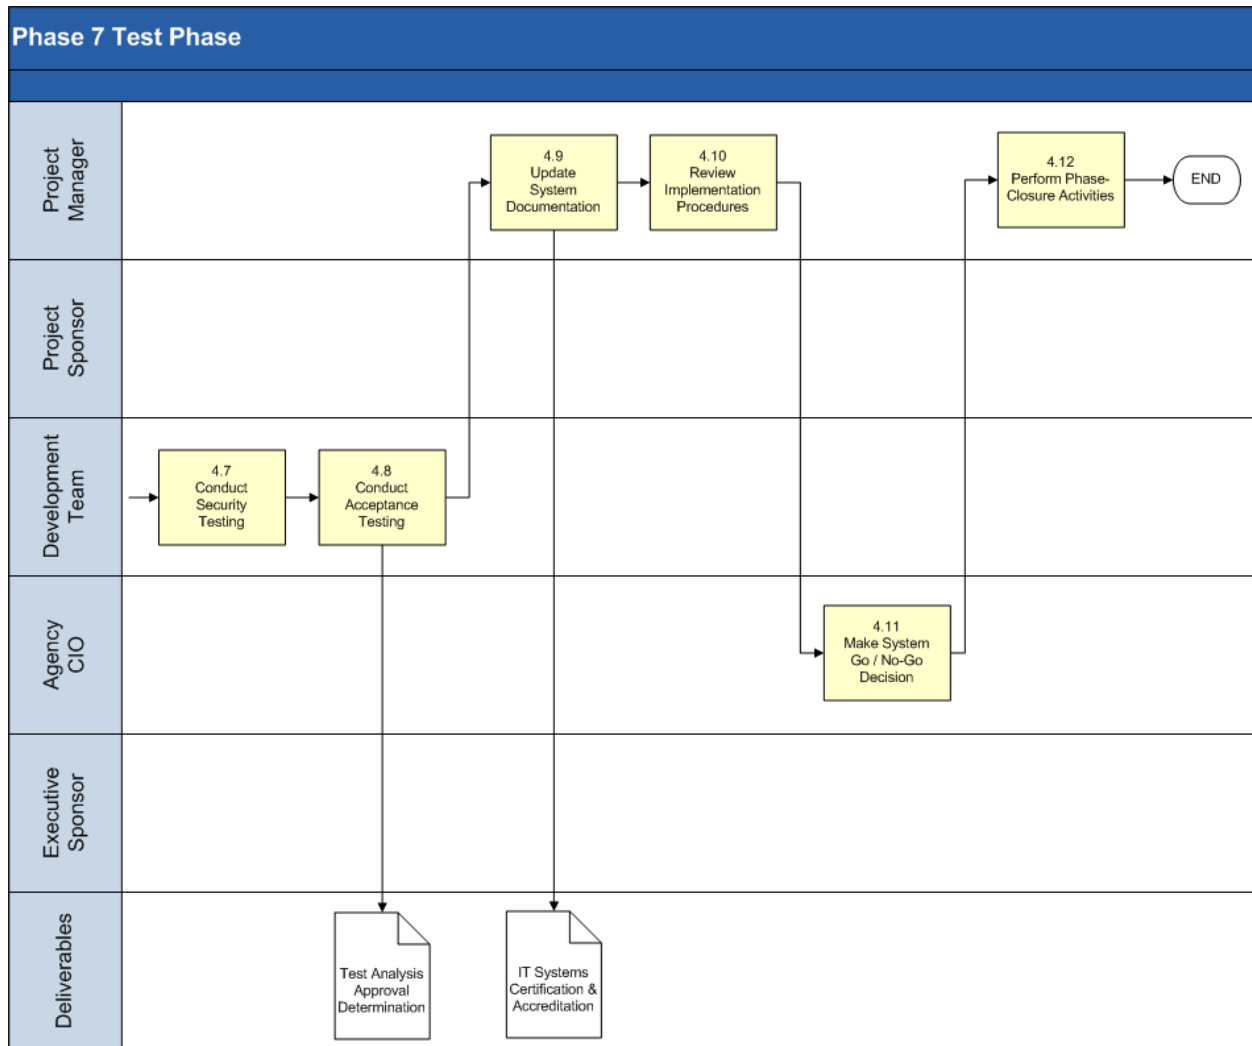 Phase 7 Test Phase
Project
Manager
4.9
Update
System
Documentation
4.10
Review
Implementation
Procedures
4.12
Perform Phase-
Closure Activities
END
Project
Sponsor
Development
Team
4.7
Conduct
Security
Testing
4.8
Conduct
Acceptance
Testing
Agency
CIO
4.11
Make System
Go / No-Go
Decision
Executive
Sponsor
Deliverables
Test Analysis
Approval
Determination
IT Systems
Certification &
Accreditation